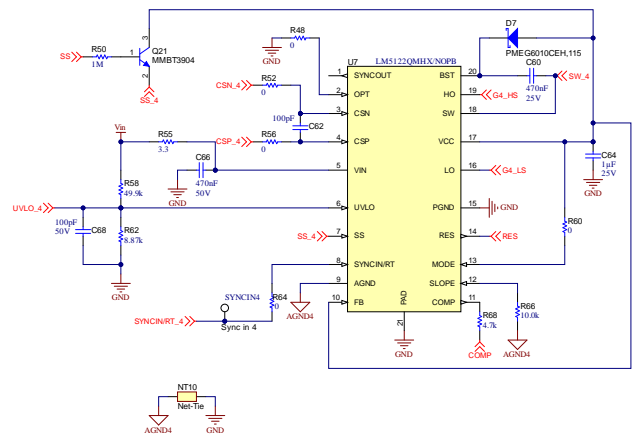 Q21
MMBT3904
3
1
2
SS
R50
1M
SS_4
R48
0
GND
U7
LM5122QMHX/NOPB
D7
PMEG6010CEH,115
C60
470nF
25V
SW_4
CSN_4
R52
0
100pF
C62
CSP_4
R56
0
Vin
R55
3.3
C66
470nF
50V
GND
R58
49.9k
UVLO_4
100pF
50V
C68
R62
8.87k
GND
SS_4
SYNCIN4
Sync in 4
SYNCIN/RT_4
R64
0
AGND4
1 SYNCOUT BST 20
2 OPT HO 19 G4_HS
3 CSN SW 18
4 CSP VCC 17
5 VIN LO 16 G4_LS
6 UVLO PGND 15 GND
7 SS RES 14 RES
8 SYNCIN/RT MODE 13
9 AGND SLOPE 12
10 FB COMP 11
PAD
21
GND
C64
1µF
25V
GND
R60
0
R68
4.7k
COMP
R66
10.0k
AGND4
NT10
Net-Tie
AGND4
GND